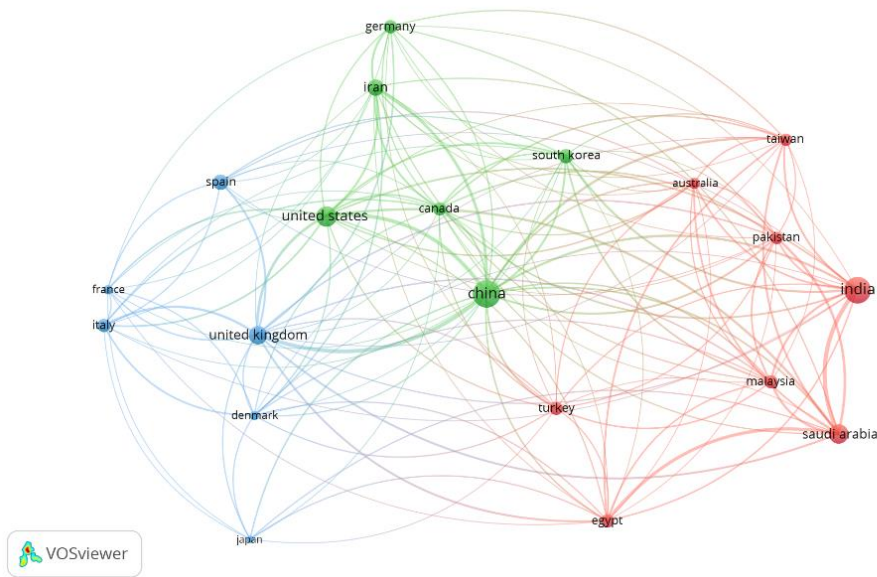 germany
iran
taiwan
south korea
spain
australia
canada
united states
pakistan
france
china
india
italy
united kingdom
malaysia
turkey
denmark
saudi arabia
egypt
japan
VOSviewer